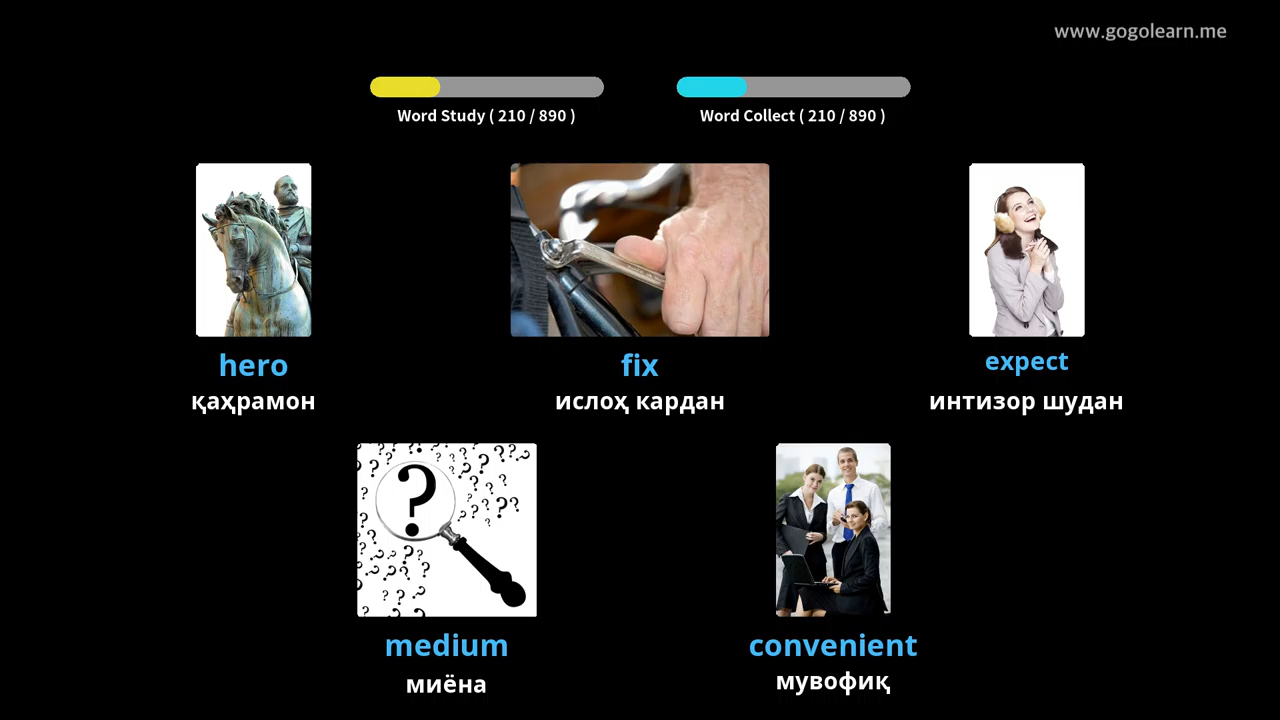 www.gogolearn.me
Word Study ( 210 / 890 )
Word Collect ( 210 / 890 )
hero
қаҳрамон
fix
ислоҳ кардан
expect
интизор шудан
medium
миёна
convenient
мувофиқ